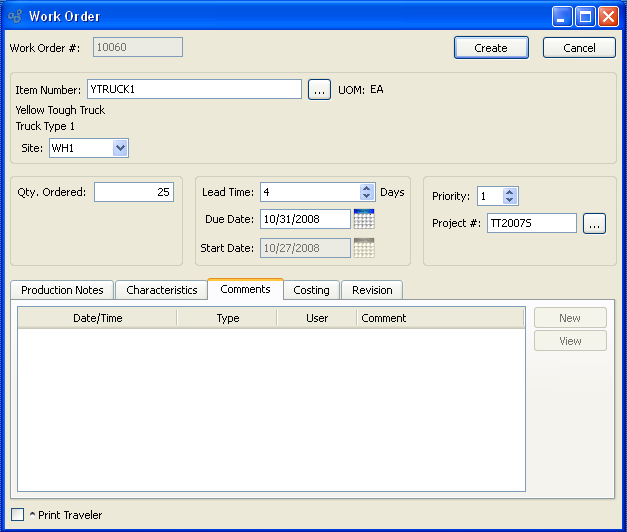 Work Order
Work Order #: 10060 Create Cancel
Item Number: YTRUCK1 ... UOM: EA
Yellow Tough Truck
Truck Type 1
Site: WH1
Qty. Ordered: 25
Lead Time: 4 Days
Due Date: 10/31/2008
Start Date: 10/27/2008
Priority: 1
Project #: TT2007S ...
Production Notes Characteristics Comments Costing Revision
Date/Time Type User Comment
New
View
^ Print Traveler